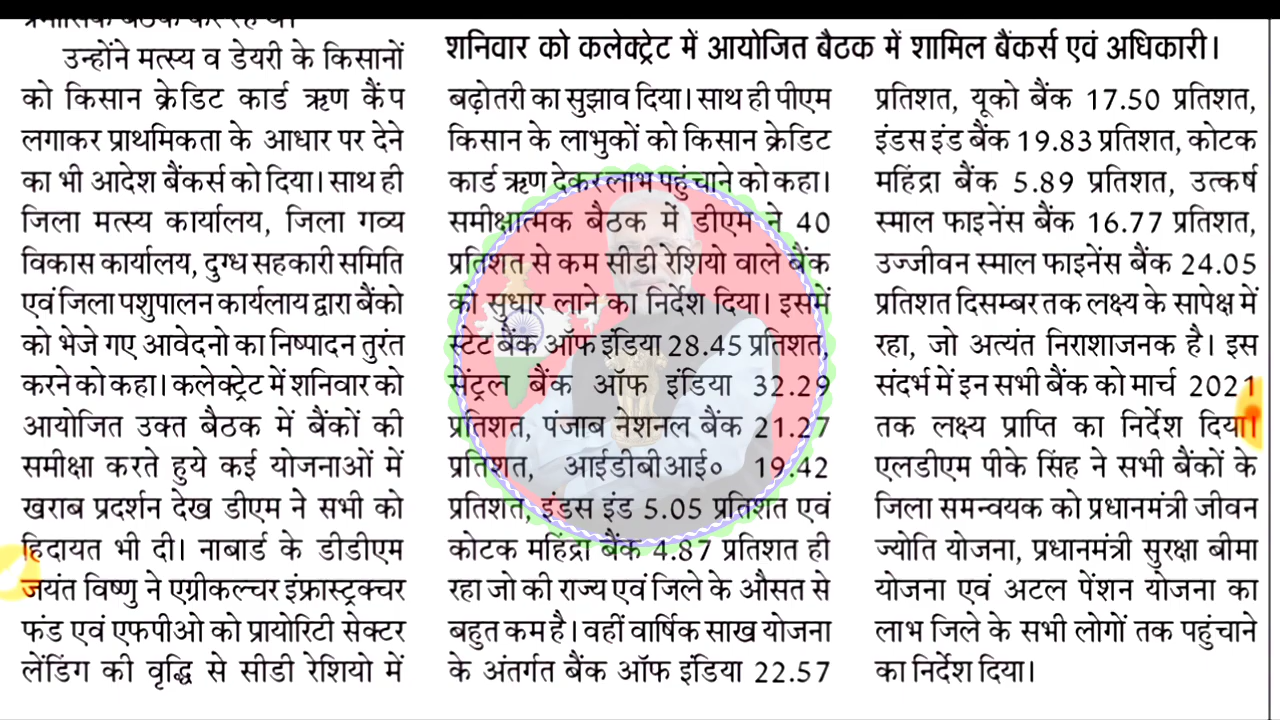 उन्होंने मत्स्य व डेयरी के किसानों
को किसान क्रेडिट कार्ड ऋण कैंप
लगाकर प्राथमिकता के आधार पर देने
का भी आदेश बैंकर्स को दिया। साथ ही
जिला मत्स्य कार्यालय, जिला गव्य
विकास कार्यालय, दुग्ध सहकारी समिति
एवं जिला पशुपालन कार्यलाय द्वारा बैंको
को भेजे गए आवेदनो का निष्पादन तुरंत
करने को कहा। कलेक्ट्रेट में शनिवार को
आयोजित उक्त बैठक में बैंकों की
समीक्षा करते हुये कई योजनाओं में
खराब प्रदर्शन देख डीएम ने सभी को
हिदायत भी दी। नाबार्ड के डीडीएम
जयंत विष्णु ने एग्रीकल्चर इंफ्रास्ट्रक्चर
फंड एवं एफपीओ को प्रायोरिटी सेक्टर
लेंडिंग की वृद्धि से सीडी रेशियो में
शनिवार को कलेक्ट्रेट में आयोजित बैठक में शामिल बैंकर्स एवं अधिकारी।
बढ़ोतरी का सुझाव दिया। साथ ही पीएम
किसान के लाभुकों को किसान क्रेडिट
कार्ड ऋण देकर लाभ पहुंचाने को कहा।
समीक्षात्मक बैठक में डीएम ने 40
प्रतिशत से कम सीडी रेशियो वाले बैंक
को सुधार लाने का निर्देश दिया। इसमें
स्टेट बैंक ऑफ इंडिया 28.45 प्रतिशत,
सेंट्रल बैंक ऑफ इंडिया 32.29
प्रतिशत, पंजाब नेशनल बैंक 21.27
प्रतिशत, आईडीबीआई० 19.42
प्रतिशत, इंडस इंड 5.05 प्रतिशत एवं
कोटक महिंद्रा बैंक 4.87 प्रतिशत ही
रहा जो की राज्य एवं जिले के औसत से
बहुत कम है। वहीं वार्षिक साख योजना
के अंतर्गत बैंक ऑफ इंडिया 22.57
प्रतिशत, यूको बैंक 17.50 प्रतिशत,
इंडस इंड बैंक 19.83 प्रतिशत, कोटक
महिंद्रा बैंक 5.89 प्रतिशत, उत्कर्ष
स्माल फाइनेंस बैंक 16.77 प्रतिशत,
उज्जीवन स्माल फाइनेंस बैंक 24.05
प्रतिशत दिसम्बर तक लक्ष्य के सापेक्ष में
रहा, जो अत्यंत निराशाजनक है। इस
संदर्भ में इन सभी बैंक को मार्च 2021
तक लक्ष्य प्राप्ति का निर्देश दिया।
एलडीएम पीके सिंह ने सभी बैंकों के
जिला समन्वयक को प्रधानमंत्री जीवन
ज्योति योजना, प्रधानमंत्री सुरक्षा बीमा
योजना एवं अटल पेंशन योजना का
लाभ जिले के सभी लोगों तक पहुंचाने
का निर्देश दिया।